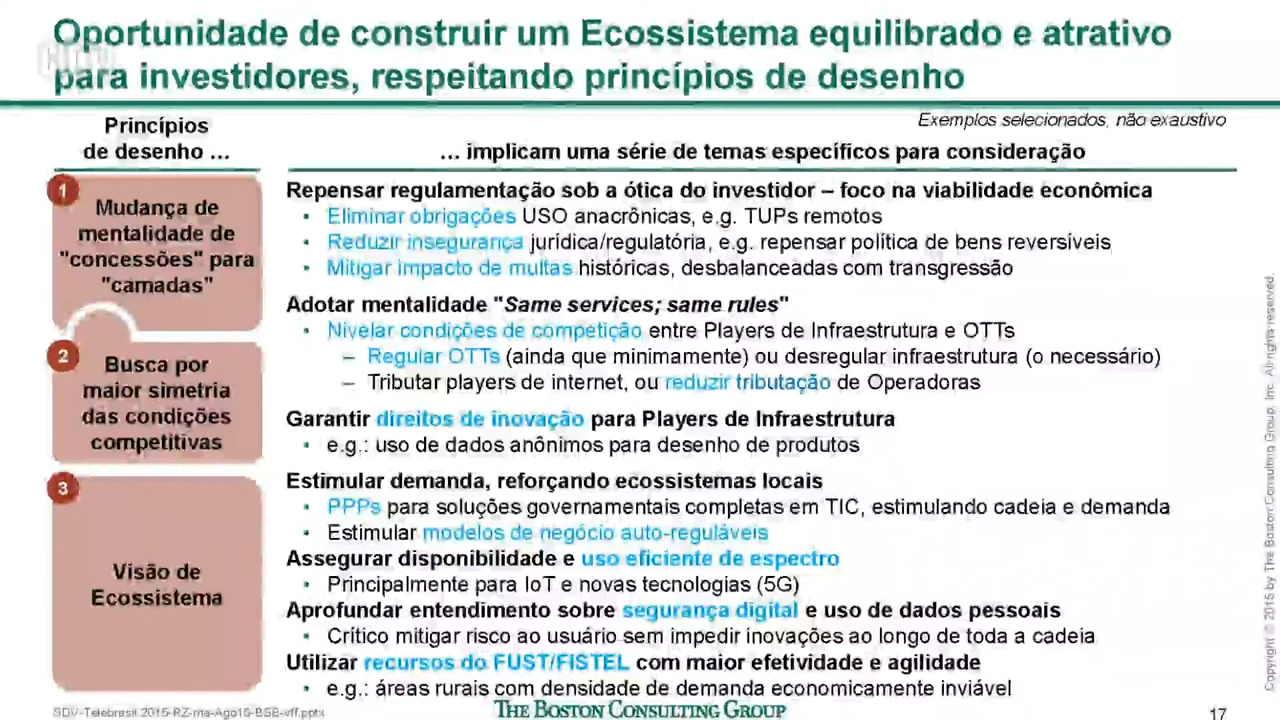 Oportunidade de construir um Ecossistema equilibrado e atrativo
para investidores, respeitando princípios de desenho
Exemplos selecionados, não exaustivo
Princípios
de desenho ...
... implicam uma série de temas específicos para consideração
1
Mudança de
mentalidade de
"concessões" para
"camadas"
Repensar regulamentação sob a ótica do investidor – foco na viabilidade econômica
• Eliminar obrigações USO anacrônicas, e.g. TUPs remotos
• Reduzir insegurança jurídica/regulatória, e.g. repensar política de bens reversíveis
• Mitigar impacto de multas históricas, desbalanceadas com transgressão
2
Busca por
maior simetria
das condições
competitivas
Adotar mentalidade "Same services; same rules"
• Nivelar condições de competição entre Players de Infraestrutura e OTTs
– Regular OTTs (ainda que minimamente) ou desregular infraestrutura (o necessário)
– Tributar players de internet, ou reduzir tributação de Operadoras
Garantir direitos de inovação para Players de Infraestrutura
• e.g.: uso de dados anônimos para desenho de produtos
3
Visão de
Ecossistema
Estimular demanda, reforçando ecossistemas locais
• PPPs para soluções governamentais completas em TIC, estimulando cadeia e demanda
• Estimular modelos de negócio auto-reguláveis
Assegurar disponibilidade e uso eficiente de espectro
• Principalmente para IoT e novas tecnologias (5G)
Aprofundar entendimento sobre segurança digital e uso de dados pessoais
• Crítico mitigar risco ao usuário sem impedir inovações ao longo de toda a cadeia
Utilizar recursos do FUST/FISTEL com maior efetividade e agilidade
• e.g.: áreas rurais com densidade de demanda economicamente inviável
Copyright © 2015 by The Boston Consulting Group, Inc. All rights reserved.
SDV-Telebrasil 2015-RZ-ma-Ago15-BSB-vff.pptx
THE BOSTON CONSULTING GROUP
17